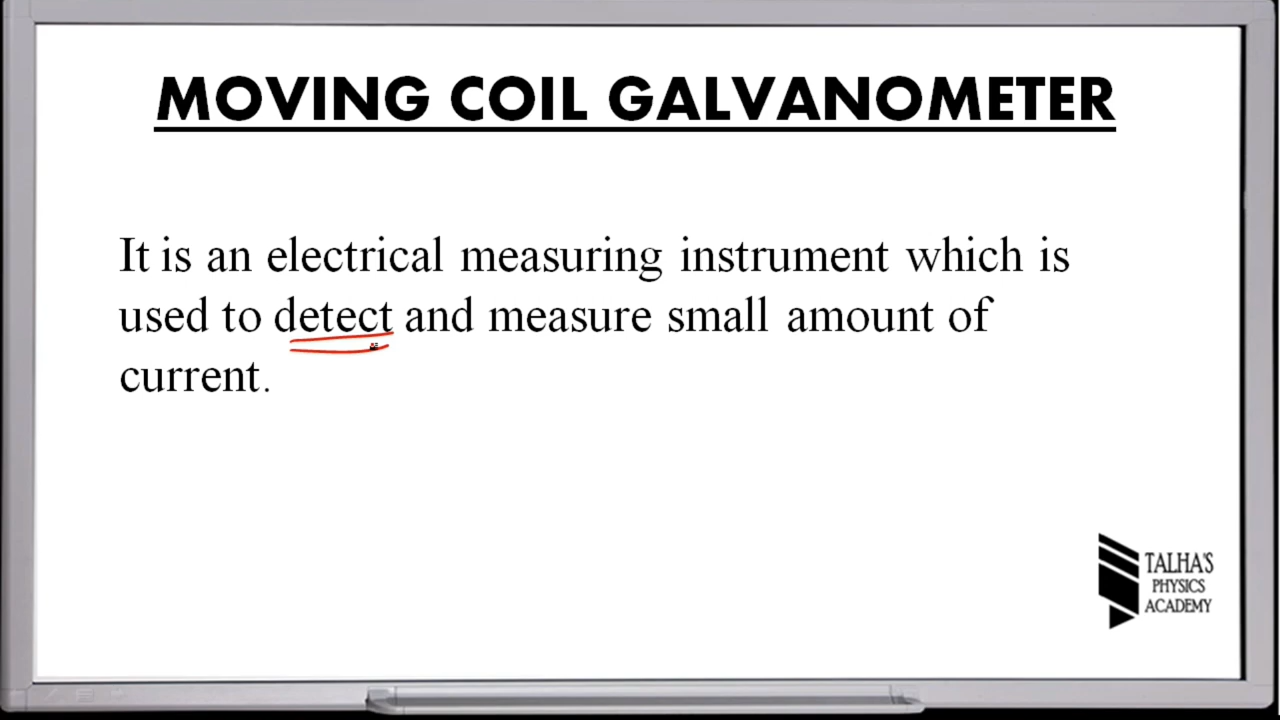 MOVING COIL GALVANOMETER
It is an electrical measuring instrument which is
used to detect and measure small amount of
current.
TALHA'S
PHYSICS
ACADEMY